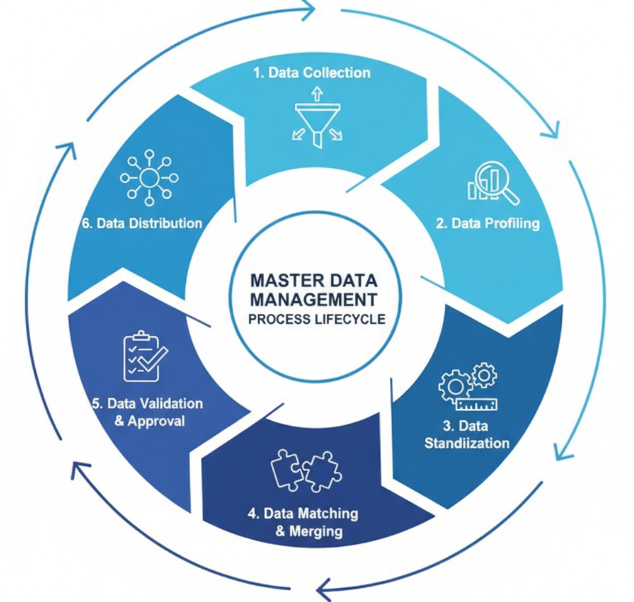 1. Data Collection
2. Data Profiling
3. Data
Standiization
4. Data Matching
& Merging
5. Data Validation
& Approval
6. Data Distribution
MASTER DATA
MANAGEMENT
PROCESS LIFECYCLE